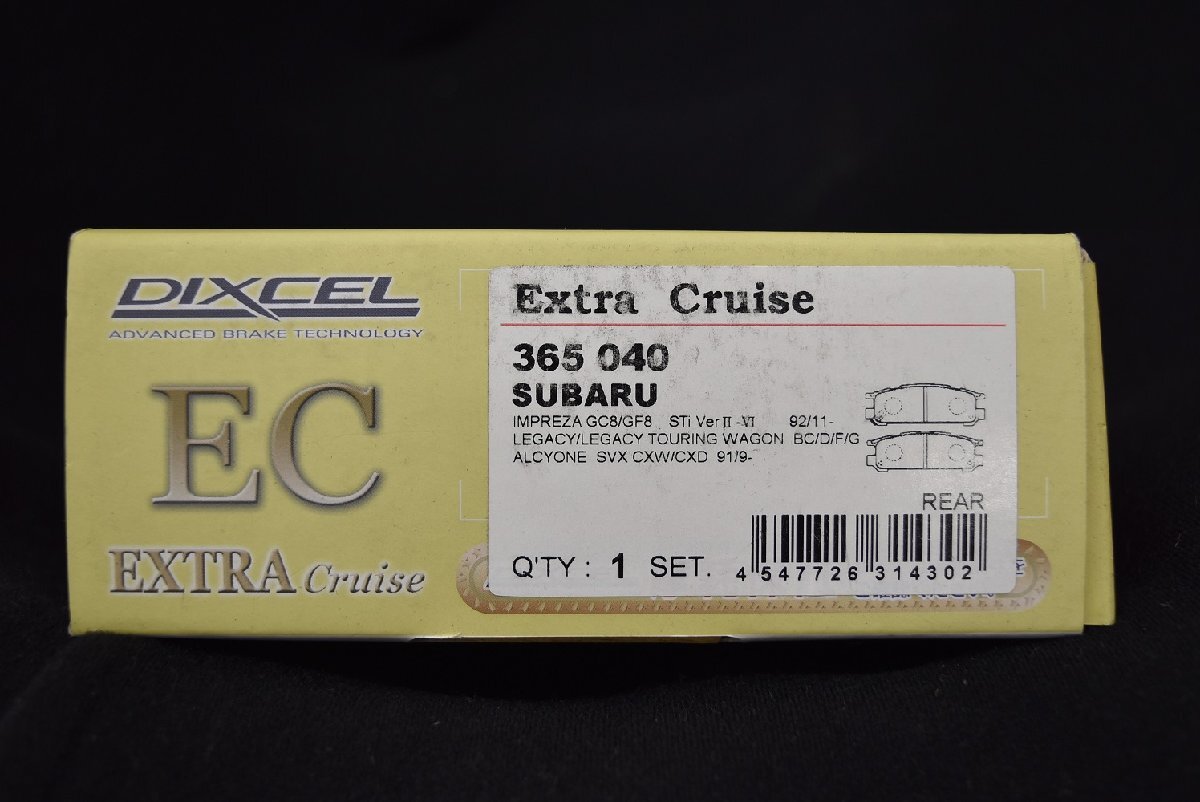 DIXCEL
ADVANCED BRAKE TECHNOLOGY
EC
EXTRA Cruise
Extra Cruise
365 040
SUBARU
IMPREZA GC8/GF8 STi Ver II-VI 92/11-
LEGACY/LEGACY TOURING WAGON BC/D/F/G
ALCYONE SVX CXW/CXD 91/9-
REAR
Q'TY : 1 SET.
4 547726 314302